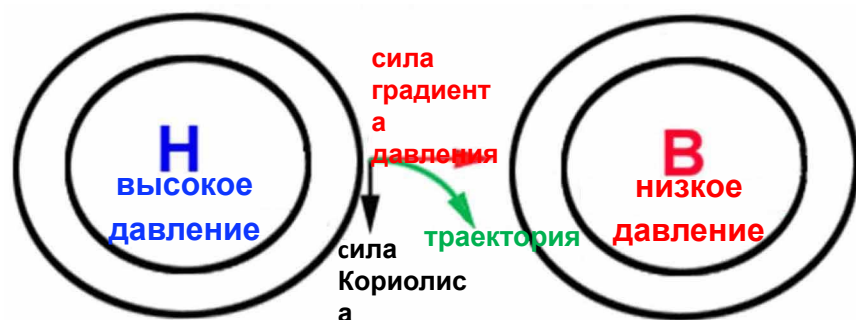 сила
градиент
а
давления
Н
высокое
давление
В
низкое
давление
сила
Кориолис
а
траектория